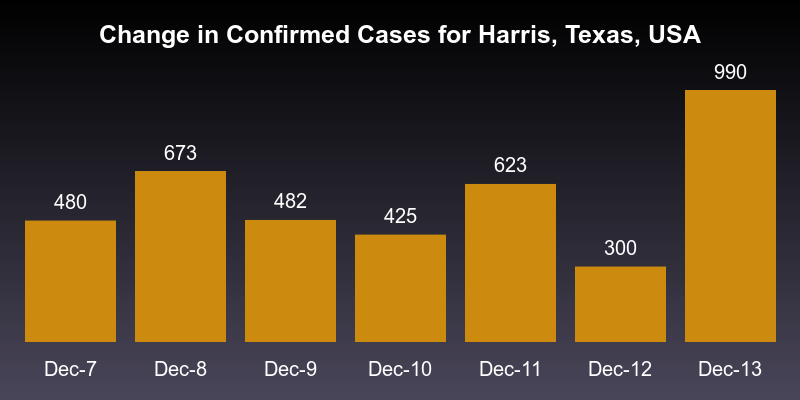 Change in Confirmed Cases for Harris, Texas, USA
480
673
482
425
623
300
990
Dec-7
Dec-8
Dec-9
Dec-10
Dec-11
Dec-12
Dec-13